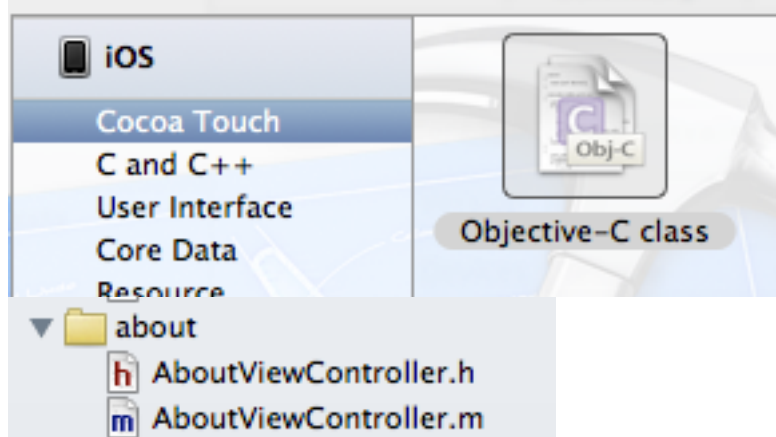 iOS
Cocoa Touch
C and C++
User Interface
Core Data
Resource
C
Obj-C
Objective-C class
about
h AboutViewController.h
m AboutViewController.m